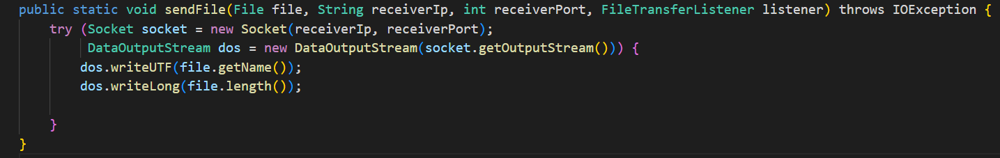 public static void sendFile(File file, String receiverIp, int receiverPort, FileTransferListener listener) throws IOException {
    try (Socket socket = new Socket(receiverIp, receiverPort);
         DataOutputStream dos = new DataOutputStream(socket.getOutputStream())) {
        dos.writeUTF(file.getName());
        dos.writeLong(file.length());
    }
}